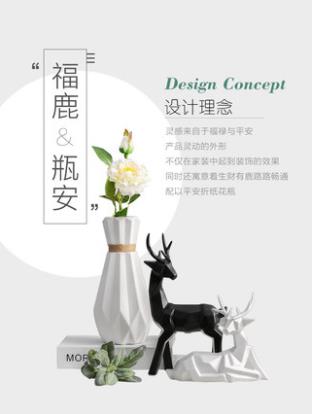 “
福鹿
&
瓶安
”
Design Concept
设计理念
灵感来自于福禄与平安
产品灵动的外形
不仅在家装中起到装饰的效果
同时还寓意着生财有鹿路路畅通
配以平安折纸花瓶
MOR